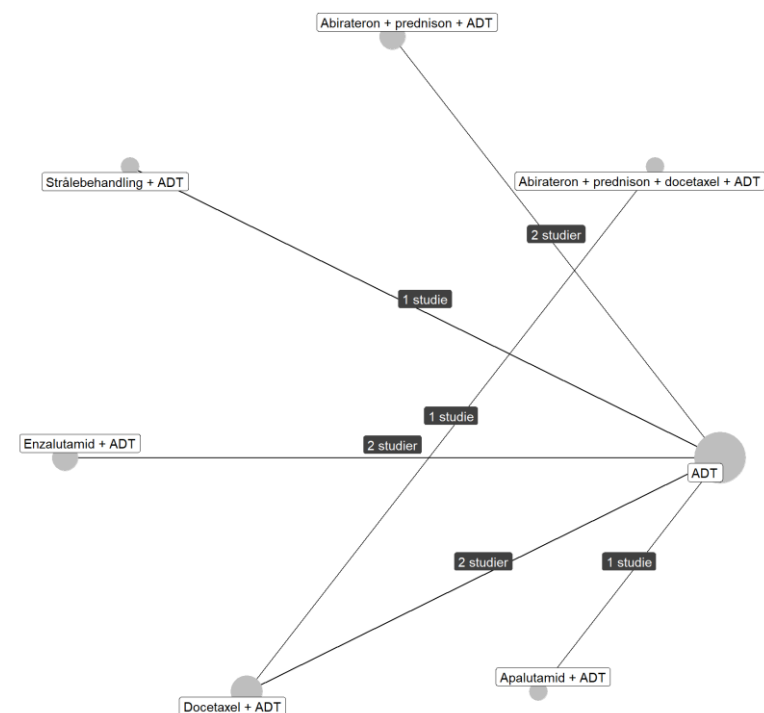 Abirateron + prednison + ADT
Strålebehandling + ADT
Abirateron + prednison + docetaxel + ADT
2 studier
1 studie
1 studie
Enzalutamid + ADT
2 studier
ADT
2 studier
1 studie
Apalutamid + ADT
Docetaxel + ADT